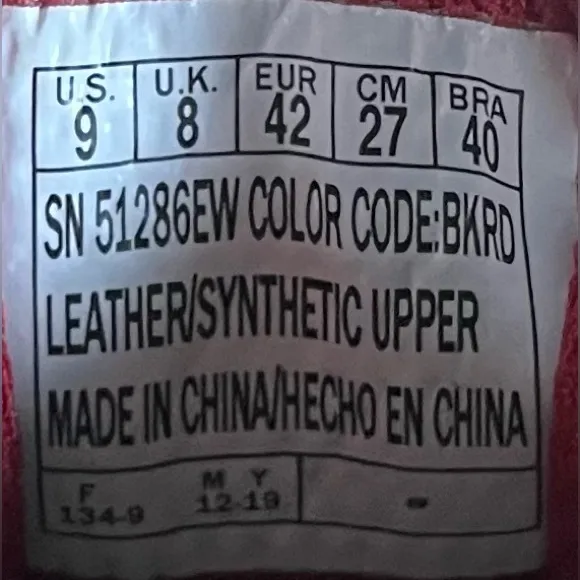 U.S. U.K. EUR CM BRA
9 8 42 27 40
SN 51286EW COLOR CODE:BKRD
LEATHER/SYNTHETIC UPPER
MADE IN CHINA/HECHO EN CHINA
F M Y
134-9 12-19 -